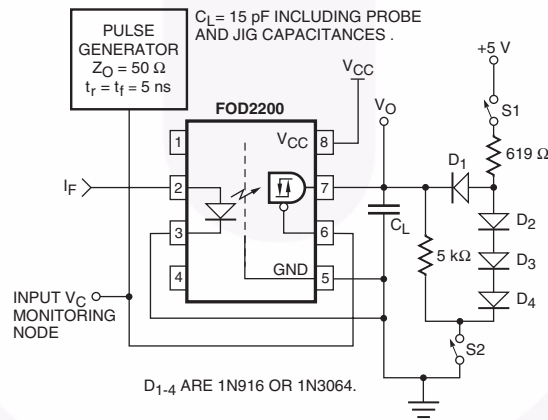 PULSE
GENERATOR
Z_O = 50 Ω
t_r = t_f = 5 ns
C_L= 15 pF INCLUDING PROBE
AND JIG CAPACITANCES .
+5 V
V_CC
V_O
S1
FOD2200
619 Ω
1
V_CC
8
D_1
I_F
2
7
D_2
C_L
3
6
5 kΩ
D_3
4
GND
5
D_4
INPUT V_C
MONITORING
NODE
S2
D_1-4 ARE 1N916 OR 1N3064.